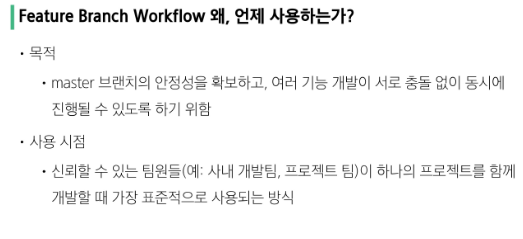 Feature Branch Workflow 왜, 언제 사용하는가?
• 목적
• master 브랜치의 안정성을 확보하고, 여러 기능 개발이 서로 충돌 없이 동시에
진행될 수 있도록 하기 위함
• 사용 시점
• 신뢰할 수 있는 팀원들(예: 사내 개발팀, 프로젝트 팀)이 하나의 프로젝트를 함께
개발할 때 가장 표준적으로 사용되는 방식